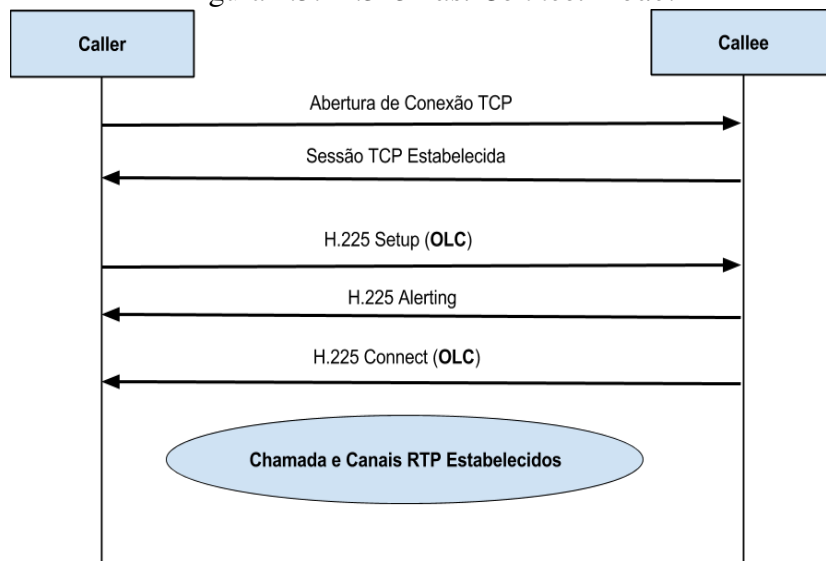 Caller
Callee
Abertura de Conexão TCP
Sessão TCP Estabelecida
H.225 Setup (OLC)
H.225 Alerting
H.225 Connect (OLC)
Chamada e Canais RTP Estabelecidos